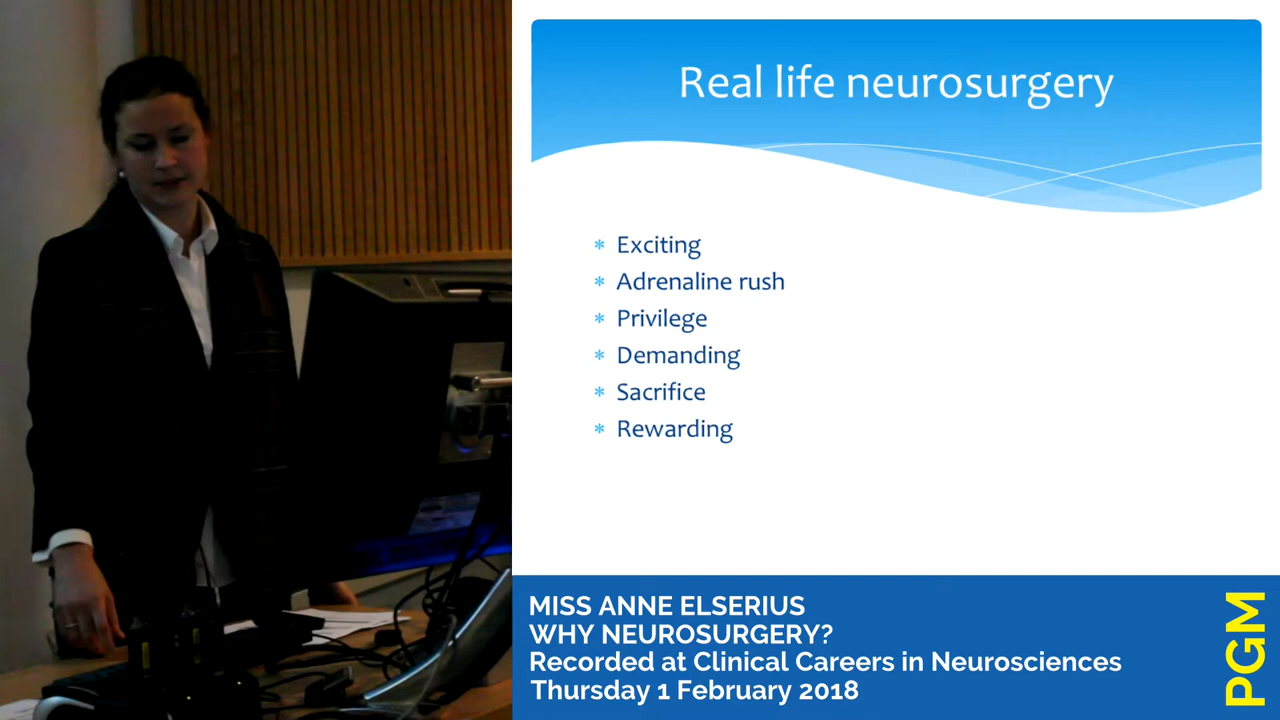 Real life neurosurgery
* Exciting
* Adrenaline rush
* Privilege
* Demanding
* Sacrifice
* Rewarding
MISS ANNE ELSERIUS
WHY NEUROSURGERY?
Recorded at Clinical Careers in Neurosciences
Thursday 1 February 2018
PGM